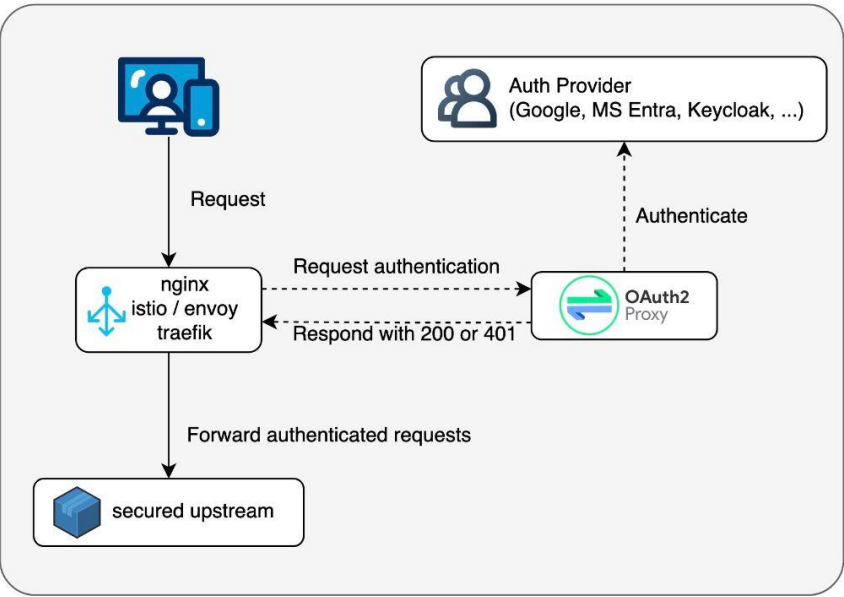 Auth Provider
(Google, MS Entra, Keycloak, ...)
Request
Authenticate
Request authentication
nginx
istio / envoy
traefik
OAuth2
Proxy
Respond with 200 or 401
Forward authenticated requests
secured upstream